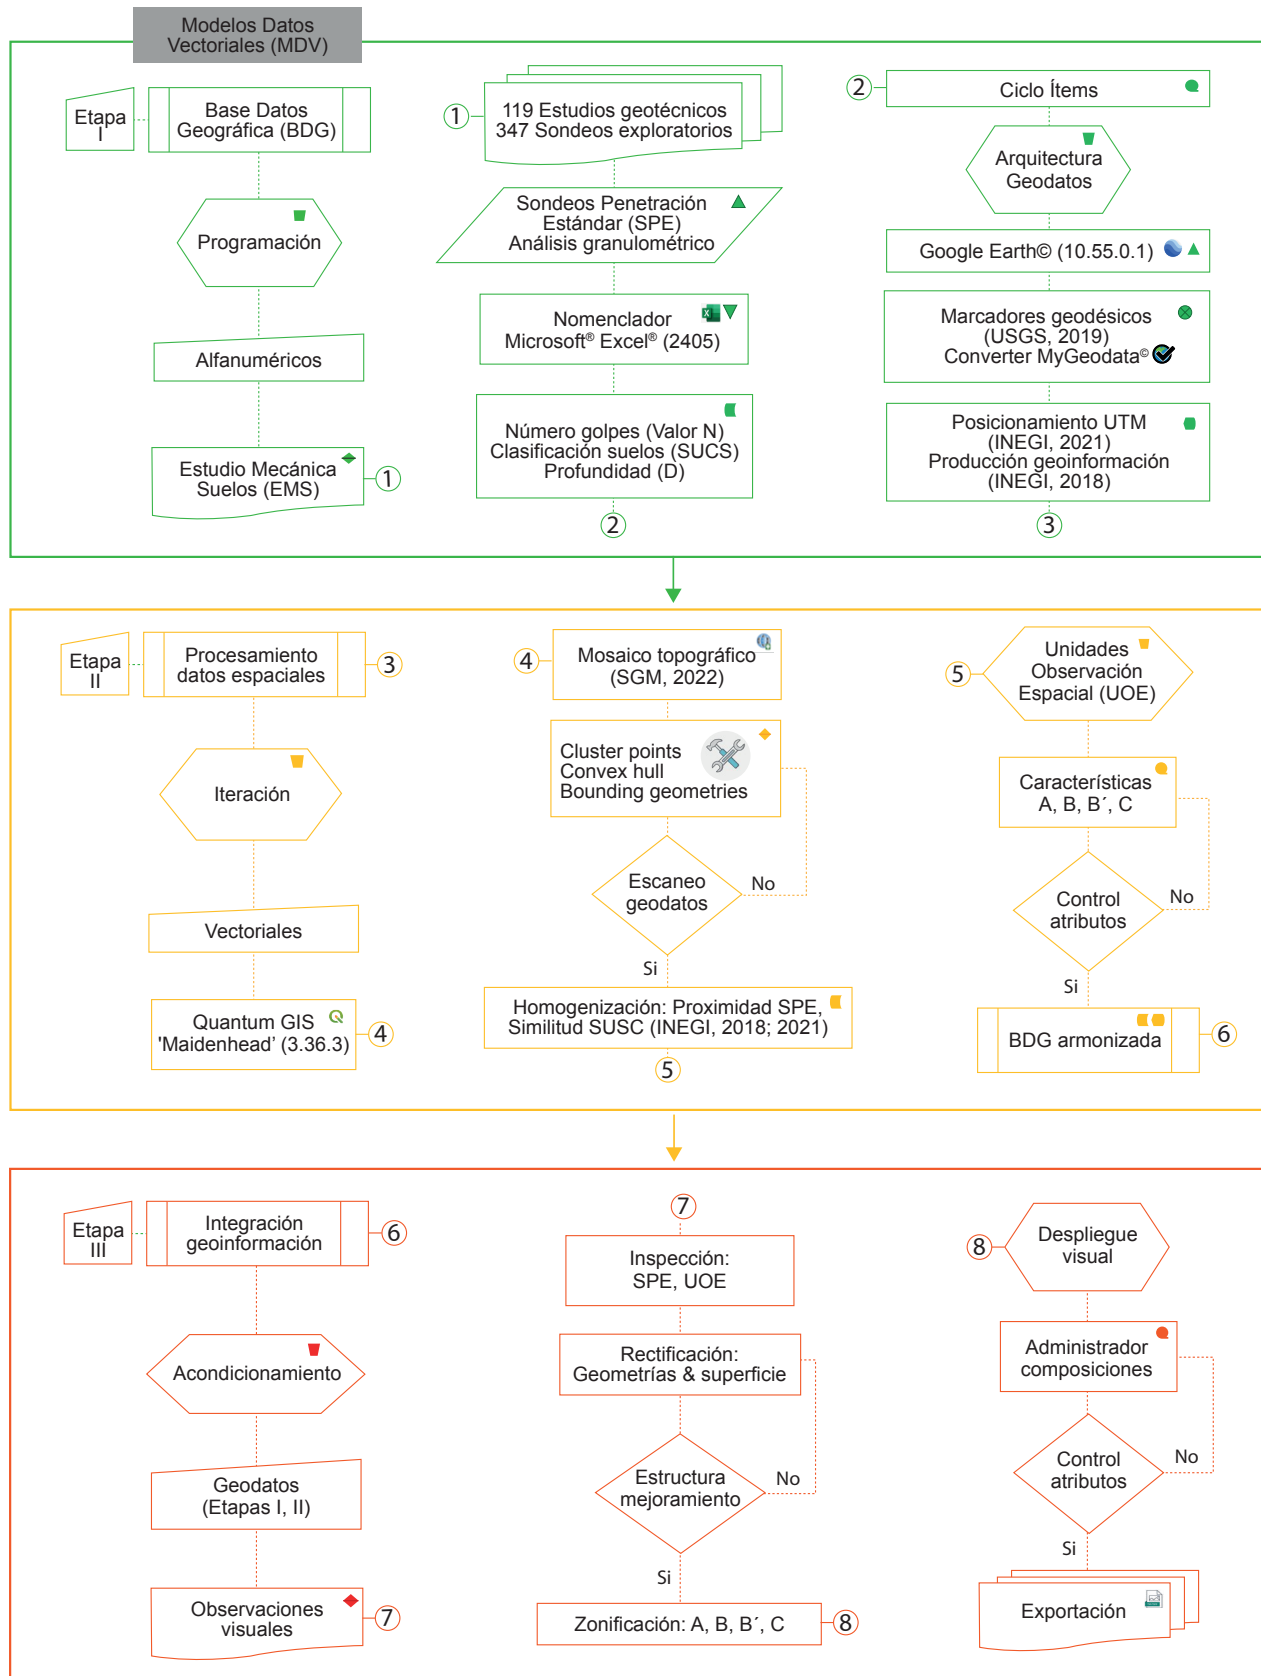 Modelos Datos
Vectoriales (MDV)
Etapa
I
Base Datos
Geográfica (BDG)
Programación
Alfanuméricos
Estudio Mecánica
Suelos (EMS)
1
1
119 Estudios geotécnicos
347 Sondeos exploratorios
Sondeos Penetración
Estándar (SPE)
Análisis granulométrico
Nomenclador
Microsoft® Excel® (2405)
Número golpes (Valor N)
Clasificación suelos (SUCS)
Profundidad (D)
2
2
Ciclo Ítems
Arquitectura
Geodatos
Google Earth© (10.55.0.1)
Marcadores geodésicos
(USGS, 2019)
Converter MyGeodata©
Posicionamiento UTM
(INEGI, 2021)
Producción geoinformación
(INEGI, 2018)
3
Etapa
II
Procesamiento
datos espaciales
3
Iteración
Vectoriales
Quantum GIS
'Maidenhead’ (3.36.3)
4
4
Mosaico topográfico
(SGM, 2022)
Cluster points
Convex hull
Bounding geometries
Escaneo
geodatos
No
Si
Homogenización: Proximidad SPE,
Similitud SUSC (INEGI, 2018; 2021)
5
5
Unidades
Observación
Espacial (UOE)
Características
A, B, B´, C
Control
atributos
No
Si
BDG armonizada
6
Etapa
III
Integración
geoinformación
6
Acondicionamiento
Geodatos
(Etapas I, II)
Observaciones
visuales
7
7
Inspección:
SPE, UOE
Rectificación:
Geometrías & superficie
Estructura
mejoramiento
No
Si
Zonificación: A, B, B´, C
8
8
Despliegue
visual
Administrador
composiciones
Control
atributos
No
Si
Exportación